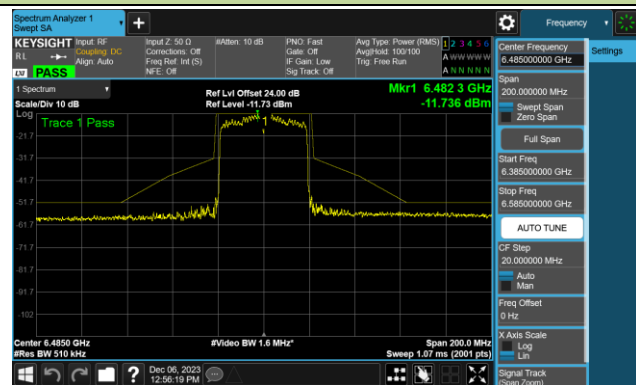 Spectrum Analyzer 1
Swept SA
+
Frequency
KEYSIGHT
Input: RF
Input Z: 50 Ω
#Atten: 10 dB
PNO: Fast
Avg Type: Power (RMS)
1 2 3 4 5 6
RL
Coupling: DC
Corrections: Off
Gate: Off
Avg|Hold: 100/100
A WW W W W
Align: Auto
Freq Ref: Int (S)
IF Gain: Low
Trig: Free Run
LXI
PASS
NFE: Off
Sig Track: Off
A N N N N N
1 Spectrum
Ref Lvl Offset 24.00 dB
Mkr1 6.482 3 GHz
Scale/Div 10 dB
Ref Level -11.73 dBm
-11.736 dBm
Log
Trace 1 Pass
1
-21.7
-31.7
-41.7
-51.7
-61.7
-71.7
-81.7
-91.7
-102
Center 6.4850 GHz
#Video BW 1.6 MHz*
Span 200.0 MHz
#Res BW 510 kHz
Sweep 1.07 ms (2001 pts)
?
Dec 06, 2023
12:56:19 PM
Center Frequency
6.485000000 GHz
Settings
Span
200.000000 MHz
Swept Span
Zero Span
Full Span
Start Freq
6.385000000 GHz
Stop Freq
6.585000000 GHz
AUTO TUNE
CF Step
20.000000 MHz
Auto
Man
Freq Offset
0 Hz
X Axis Scale
Log
Lin
Signal Track
(Span Zoom)